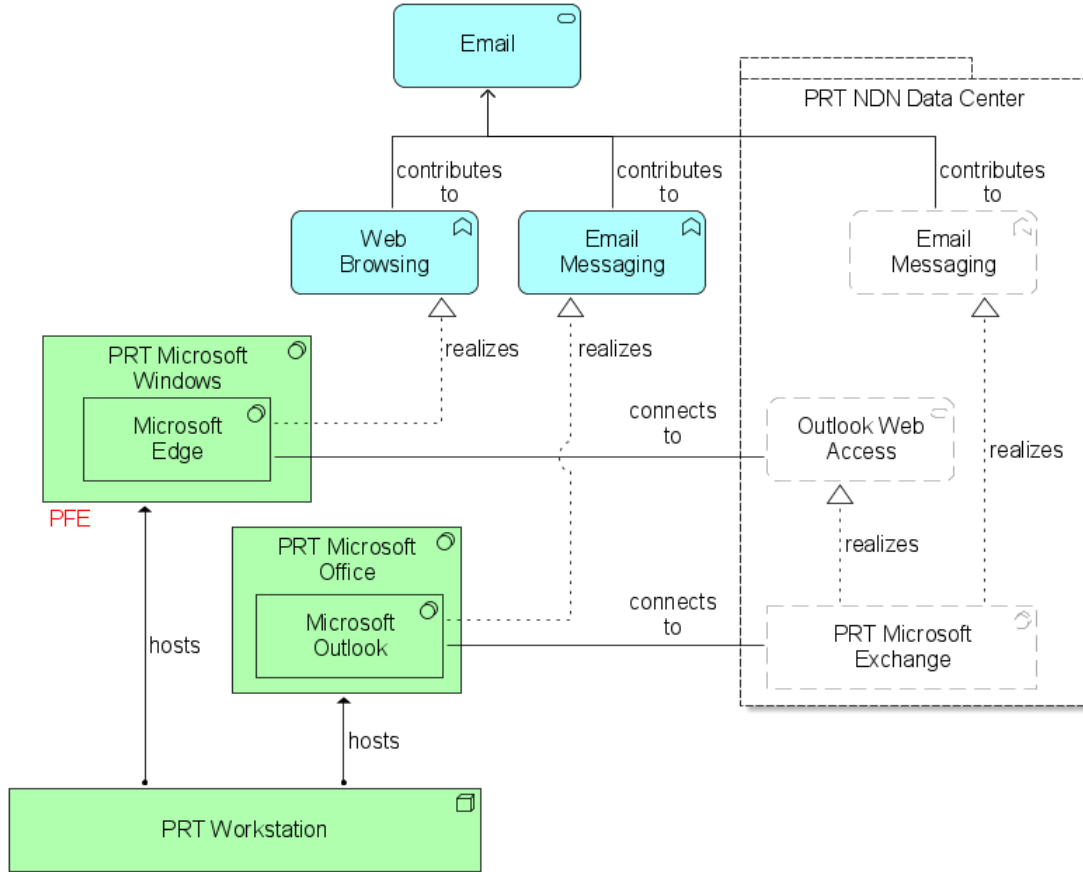 Email
PRT NDN Data Center
contributes
to
contributes
to
contributes
to
Web
Browsing
Email
Messaging
Email
Messaging
realizes
realizes
PRT Microsoft
Windows
Microsoft
Edge
connects
to
Outlook Web
Access
realizes
PFE
realizes
PRT Microsoft
Office
Microsoft
Outlook
connects
to
PRT Microsoft
Exchange
hosts
hosts
PRT Workstation